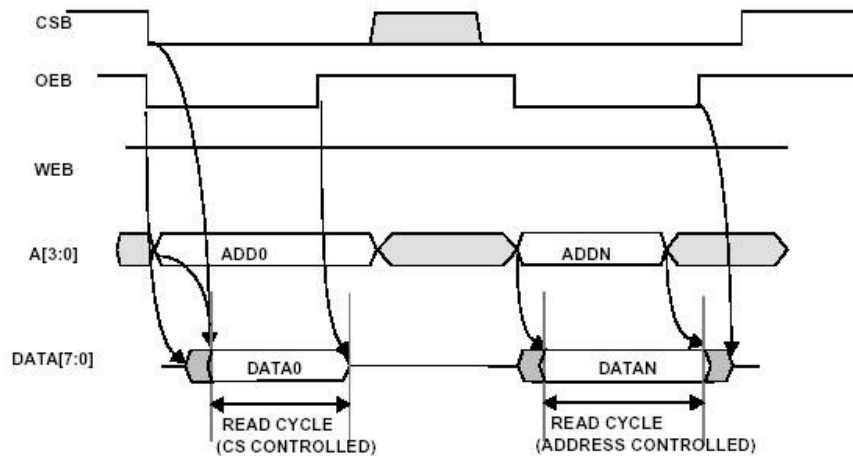 CSB
OEB
WEB
A[3:0]
ADD0
ADDN
DATA[7:0]
DATA0
DATAN
READ CYCLE
(CS CONTROLLED)
READ CYCLE
(ADDRESS CONTROLLED)